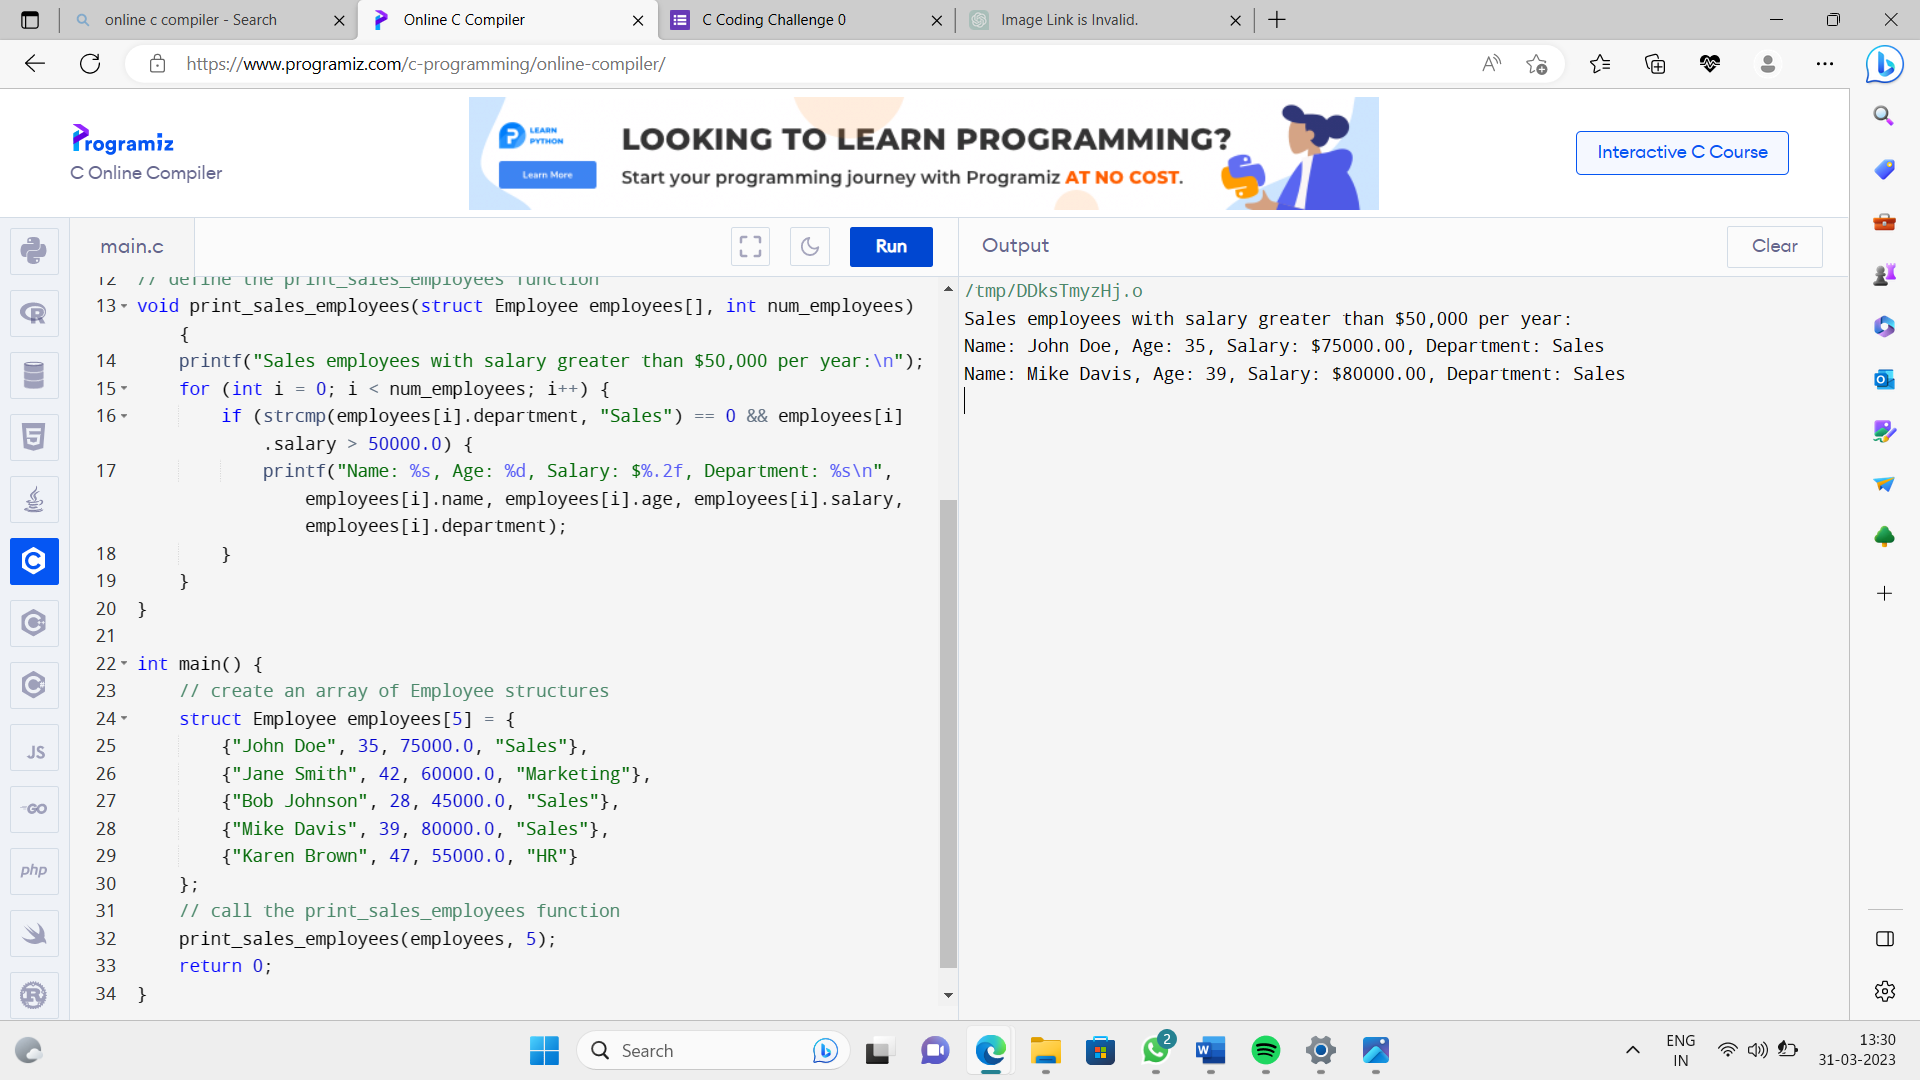 online c compiler - Search
Online C Compiler
C Coding Challenge 0
Image Link is Invalid.
https://www.programiz.com/c-programming/online-compiler/
Programiz
C Online Compiler
LEARN
PYTHON
Learn More
LOOKING TO LEARN PROGRAMMING?
Start your programming journey with Programiz AT NO COST.
Interactive C Course
main.c
Run
Output
Clear
12 // define the print_sales_employees function
13 void print_sales_employees(struct Employee employees[], int num_employees)
{
14 printf("Sales employees with salary greater than $50,000 per year:\n");
15 for (int i = 0; i < num_employees; i++) {
16 if (strcmp(employees[i].department, "Sales") == 0 && employees[i]
.salary > 50000.0) {
17 printf("Name: %s, Age: %d, Salary: $%.2f, Department: %s\n",
employees[i].name, employees[i].age, employees[i].salary,
employees[i].department);
18 }
19 }
20 }
21
22 int main() {
23 // create an array of Employee structures
24 struct Employee employees[5] = {
25 {"John Doe", 35, 75000.0, "Sales"},
26 {"Jane Smith", 42, 60000.0, "Marketing"},
27 {"Bob Johnson", 28, 45000.0, "Sales"},
28 {"Mike Davis", 39, 80000.0, "Sales"},
29 {"Karen Brown", 47, 55000.0, "HR"}
30 };
31 // call the print_sales_employees function
32 print_sales_employees(employees, 5);
33 return 0;
34 }
/tmp/DDksTmyzHj.o
Sales employees with salary greater than $50,000 per year:
Name: John Doe, Age: 35, Salary: $75000.00, Department: Sales
Name: Mike Davis, Age: 39, Salary: $80000.00, Department: Sales
JS
GO
php
Search
2
ENG
IN
13:30
31-03-2023